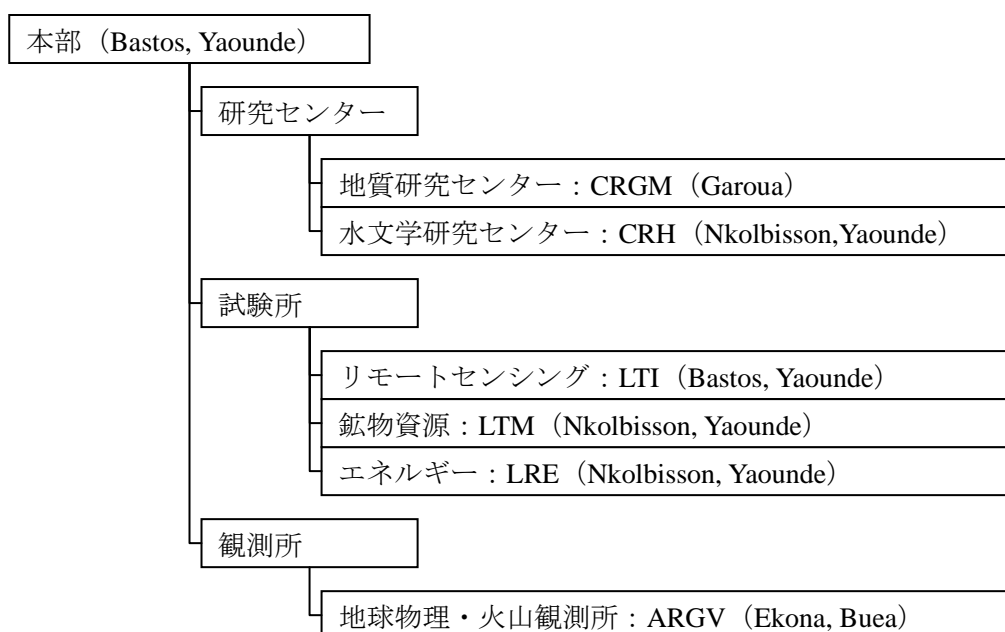 本部（Bastos, Yaounde）
研究センター
地質研究センター：CRGM（Garoua）
水文学研究センター：CRH（Nkolbisson,Yaounde）
試験所
リモートセンシング：LTI（Bastos, Yaounde）
鉱物資源：LTM（Nkolbisson, Yaounde）
エネルギー：LRE（Nkolbisson, Yaounde）
観測所
地球物理・火山観測所：ARGV（Ekona, Buea）